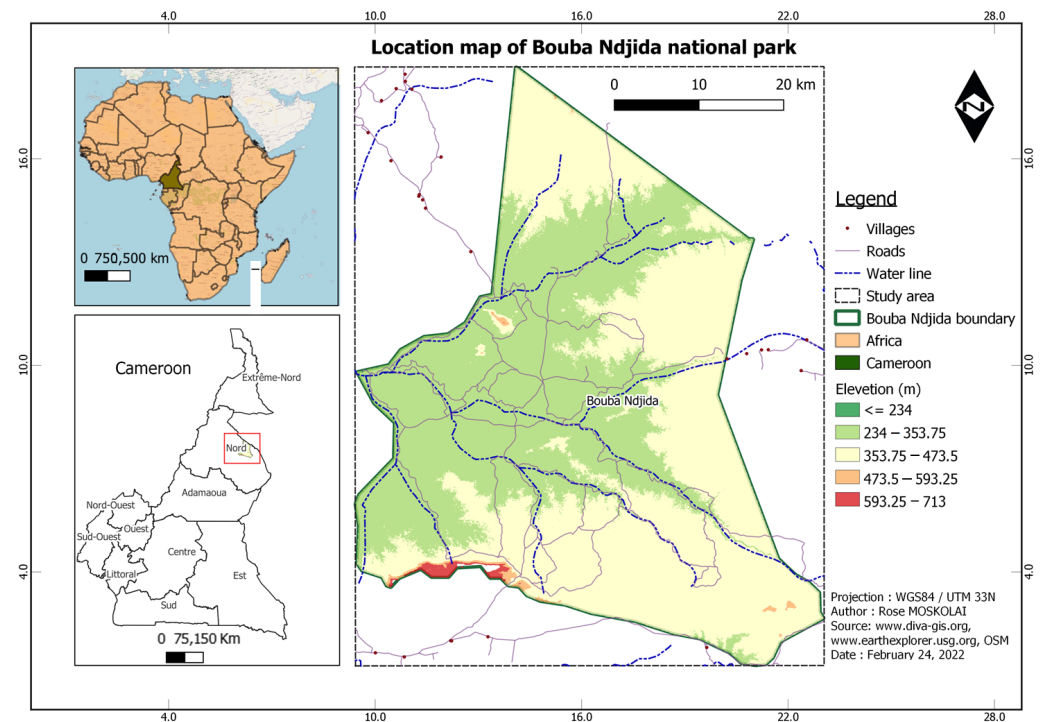 4.0 10.0 16.0 22.0 28.0
Location map of Bouba Ndjida national park
0 10 20 km
N
16.0 16.0
0 750,500 km
Legend
Villages
Roads
Water line
Study area
Bouba Ndjida boundary
Africa
Cameroon
Elevetion (m)
<= 234
234 – 353.75
353.75 – 473.5
473.5 – 593.25
593.25 – 713
10.0 10.0
Bouba Ndjida
Cameroon
Extrême-Nord
Nord
Adamaoua
Nord-Ouest
Ouest
Sud-Ouest
Centre
Littoral
Est
Sud
0 75,150 Km
4.0 4.0
Projection : WGS84 / UTM 33N
Author : Rose MOSKOLAI
Source: www.diva-gis.org,
www.earthexplorer.usg.org, OSM
Date : February 24, 2022
4.0 10.0 16.0 22.0 28.0